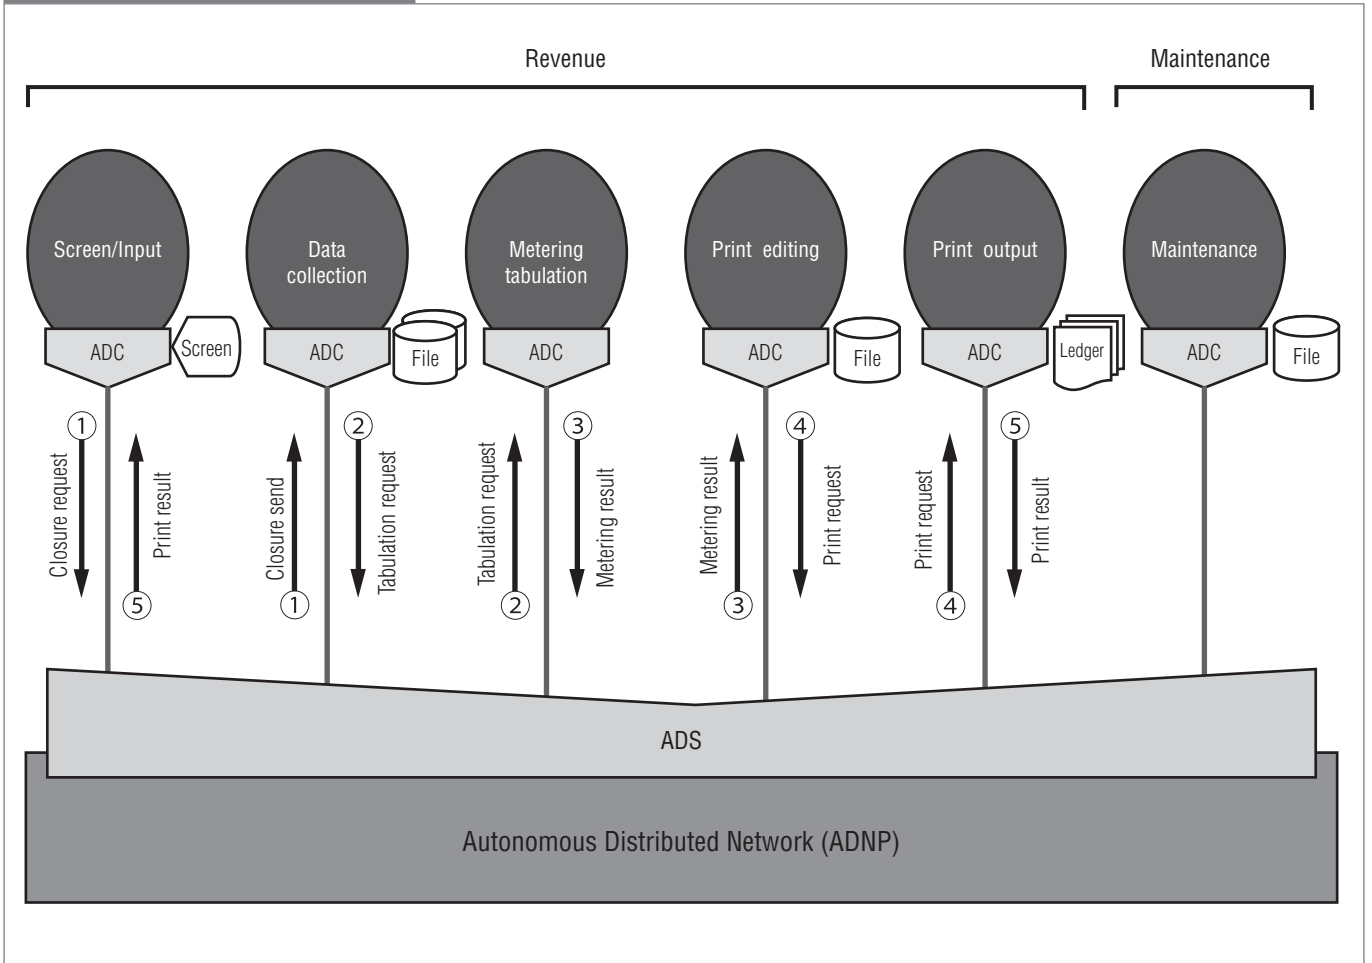 Revenue
Maintenance
Screen/Input
Data
collection
Metering
tabulation
Print editing
Print output
Maintenance
ADC
Screen
ADC
File
ADC
ADC
File
ADC
Ledger
ADC
File
①
Closure request
Print result
⑤
Closure send
①
②
Tabulation request
Tabulation request
②
③
Metering result
Metering result
③
④
Print request
Print request
④
⑤
Print result
ADS
Autonomous Distributed Network (ADNP)